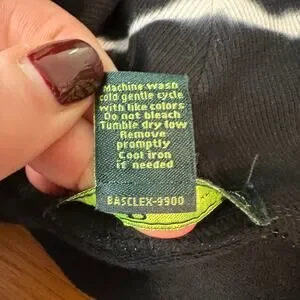 Machine wash
cold gentle cycle
with like colors
Do not bleach
Tumble dry low
Remove
promptly
Cool iron
if needed
BASCLEX-9900